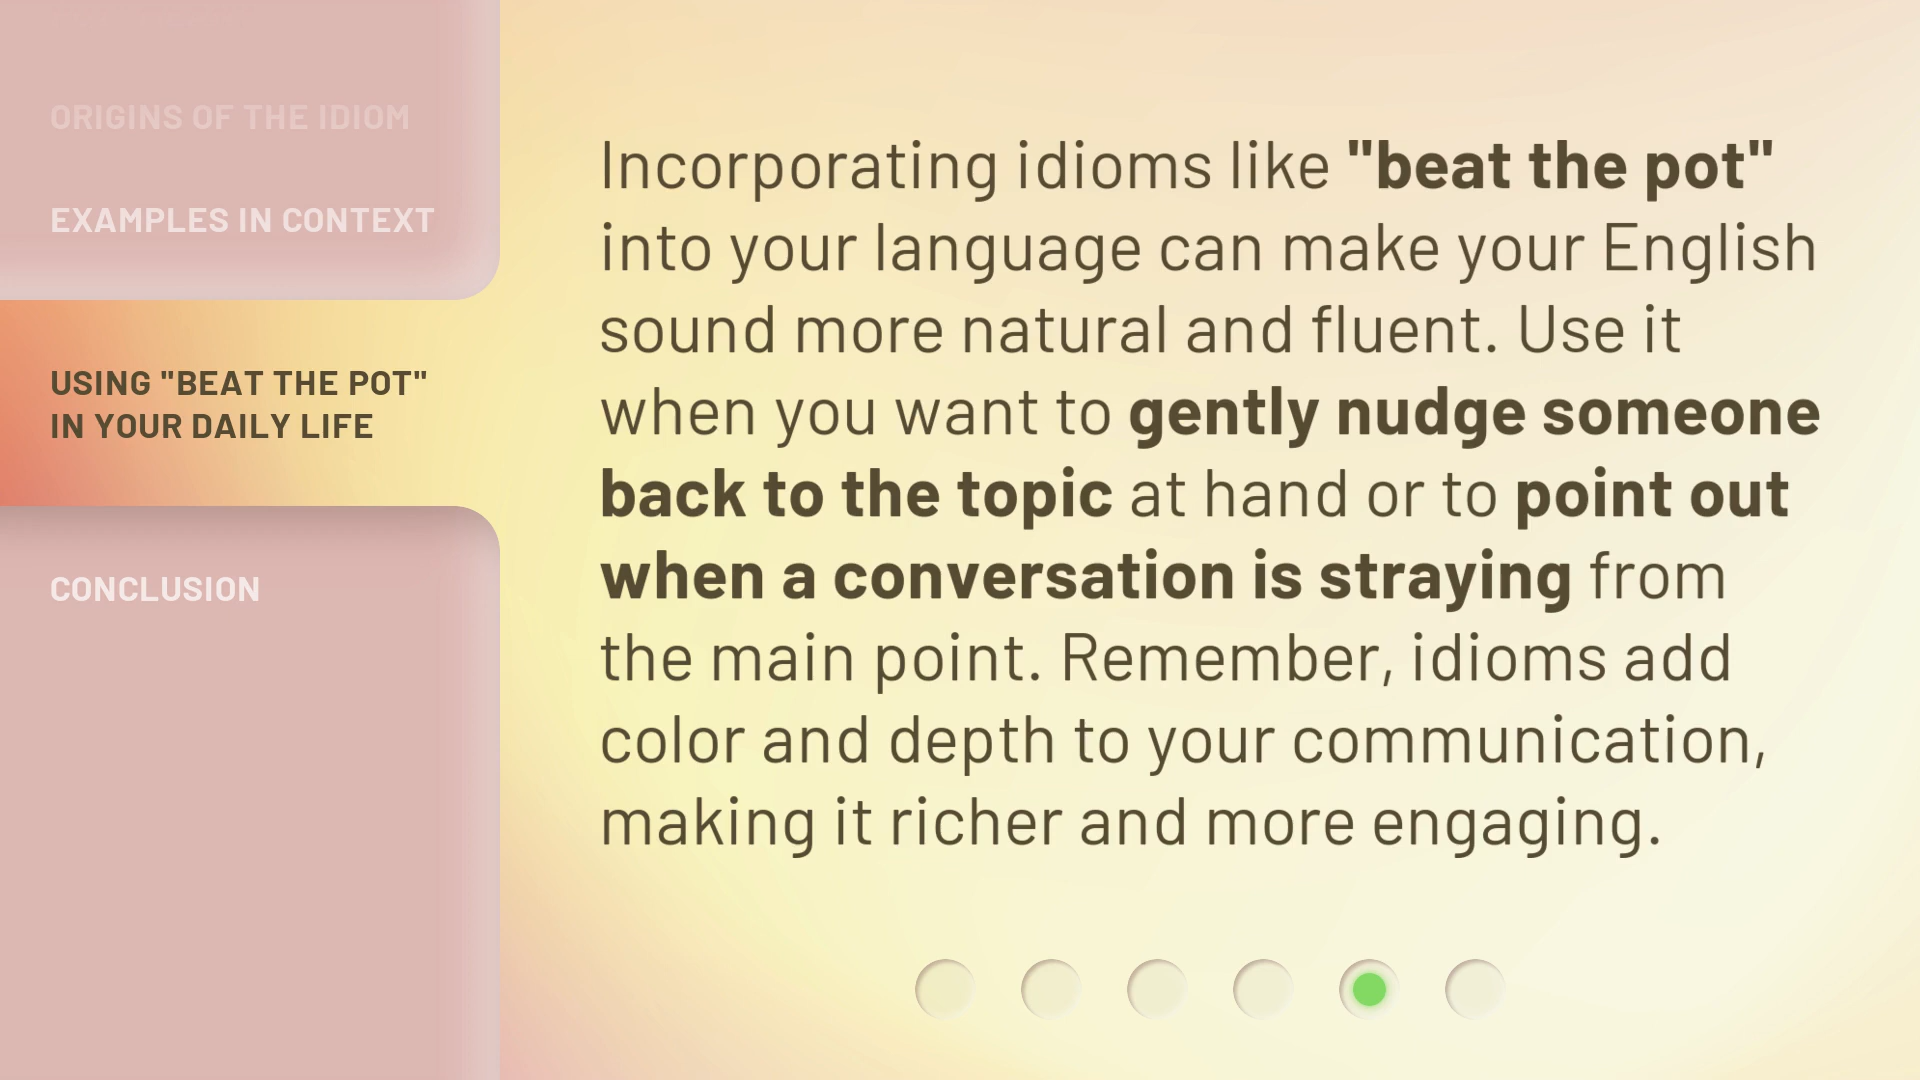 ORIGINS OF THE IDIOM
EXAMPLES IN CONTEXT
USING "BEAT THE POT"
IN YOUR DAILY LIFE
CONCLUSION
Incorporating idioms like "beat the pot"
into your language can make your English
sound more natural and fluent. Use it
when you want to gently nudge someone
back to the topic at hand or to point out
when a conversation is straying from
the main point. Remember, idioms add
color and depth to your communication,
making it richer and more engaging.